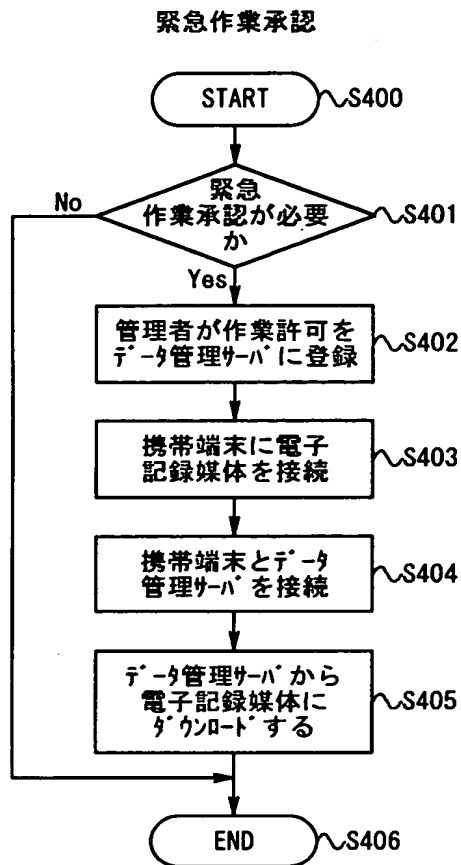 緊急作業承認
START
S400
緊急
作業承認が必要
か
S401
No
Yes
管理者が作業許可を
ﾃﾞｰﾀ管理ｻｰﾊﾞに登録
S402
携帯端末に電子
記録媒体を接続
S403
携帯端末とﾃﾞｰﾀ
管理ｻｰﾊﾞを接続
S404
ﾃﾞｰﾀ管理ｻｰﾊﾞから
電子記録媒体に
ﾀﾞｳﾝﾛｰﾄﾞする
S405
END
S406